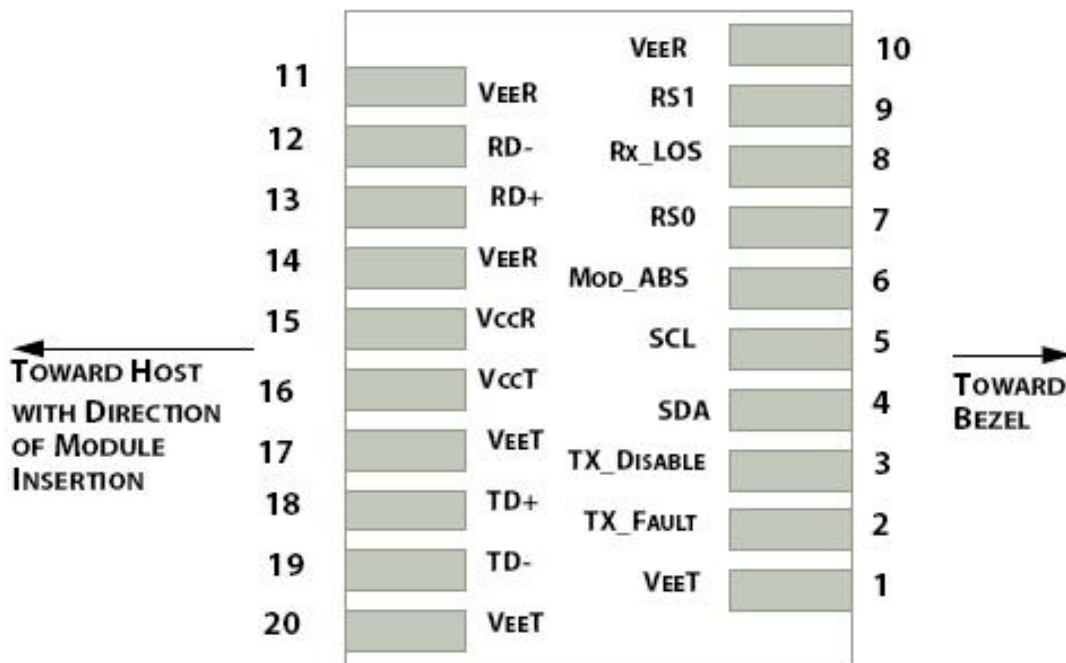 VEER 10
11 VEER
RS1 9
12 RD-
Rx_LOS 8
13 RD+
RS0 7
14 VEER
MOD_ABS 6
15 VCCR
SCL 5
16 VCCT
SDA 4
17 VEET
TX_DISABLE 3
18 TD+
TX_FAULT 2
19 TD-
VEET 1
20 VEET
TOWARD HOST
WITH DIRECTION
OF MODULE
INSERTION
TOWARD
BEZEL